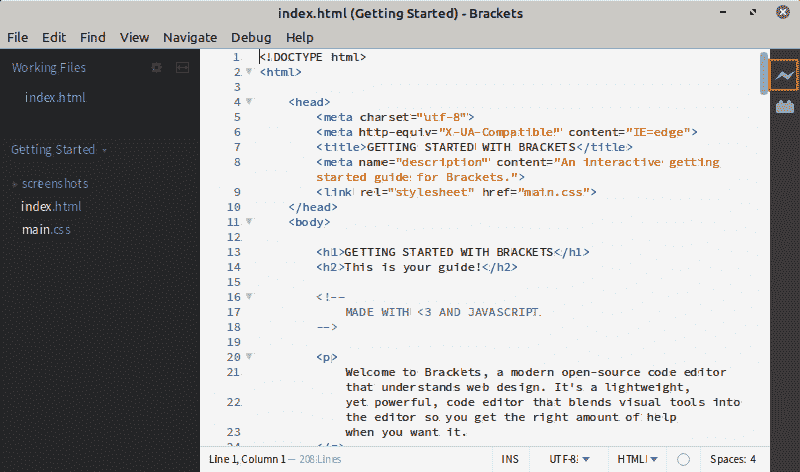 index.html (Getting Started) - Brackets
File Edit Find View Navigate Debug Help
Working Files
index.html
Getting Started
screenshots
index.html
main.css
1 <!DOCTYPE html>
2 <html>
3
4 <head>
5 <meta charset="utf-8">
6 <meta http-equiv="X-UA-Compatible" content="IE=edge">
7 <title>GETTING STARTED WITH BRACKETS</title>
8 <meta name="description" content="An interactive getting
started guide for Brackets.">
9 <link rel="stylesheet" href="main.css">
10 </head>
11 <body>
12
13 <h1>GETTING STARTED WITH BRACKETS</h1>
14 <h2>This is your guide!</h2>
15
16 <!--
17 MADE WITH <3 AND JAVASCRIPT
18 -->
19
20 <p>
21 Welcome to Brackets, a modern open-source code editor
that understands web design. It's a lightweight,
22 yet powerful, code editor that blends visual tools into
the editor so you get the right amount of help
23 when you want it.
24 </p>
Line 1, Column 1 — 208 Lines
INS UTF-8 HTML Spaces: 4